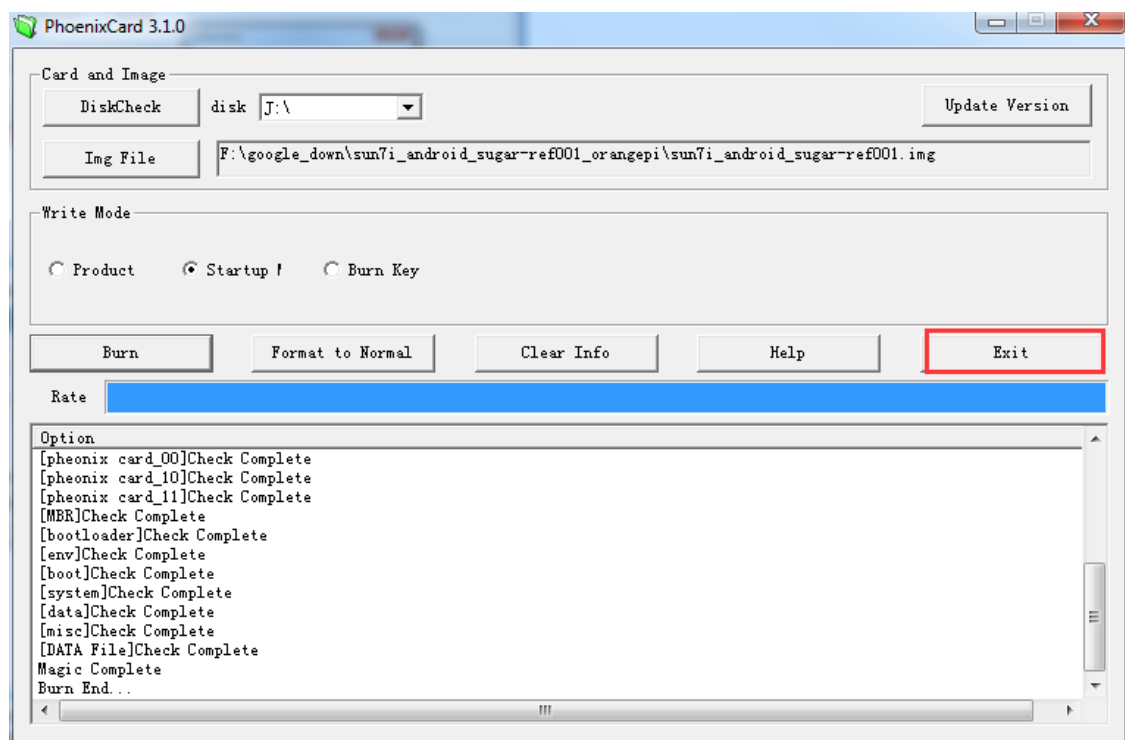 PhoenixCard 3.1.0
Card and Image
DiskCheck disk J:\ Update Version
Img File F:\google_down\sun7i_android_sugar-ref001_orangepi\sun7i_android_sugar-ref001.img
Write Mode
Product Startup Burn Key
Burn Format to Normal Clear Info Help Exit
Rate
Option
[pheonix card_00]Check Complete
[pheonix card_10]Check Complete
[pheonix card_11]Check Complete
[MBR]Check Complete
[bootloader]Check Complete
[env]Check Complete
[boot]Check Complete
[system]Check Complete
[data]Check Complete
[misc]Check Complete
[DATA File]Check Complete
Magic Complete
Burn End...